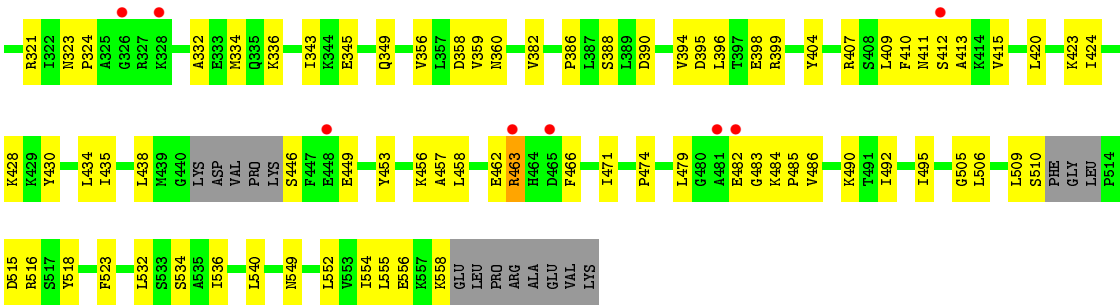 R321 I322 N323 P324 A325 G326 R327 K328 A332 E333 M334 Q335 K336 I343 K344 E345 Q349 V356 L357 D358 V359 N360 V382 P386 L387 S388 L389 D390 V394 D395 L396 T397 E398 R399 Y404 R407 S408 L409 F410 N411 S412 A413 K414 V415 L420 K423 I424
K428 K429 Y430 L434 I435 L438 M439 G440 LYS ASP VAL PRO LYS S446 F447 E448 E449 Y453 K456 A457 L458 E462 R463 H464 D465 F466 I471 P474 L479 G480 A481 E482 G483 K484 P485 V486 K490 T491 I492 I495 G505 L506 L509 S510 PHE GLY LEU P514
D515 R516 S517 Y518 F523 L532 S533 S534 A535 I536 L540 N549 L552 V553 I554 L555 E556 K557 K558 GLU LEU PRO ARG ALA GLU VAL LYS